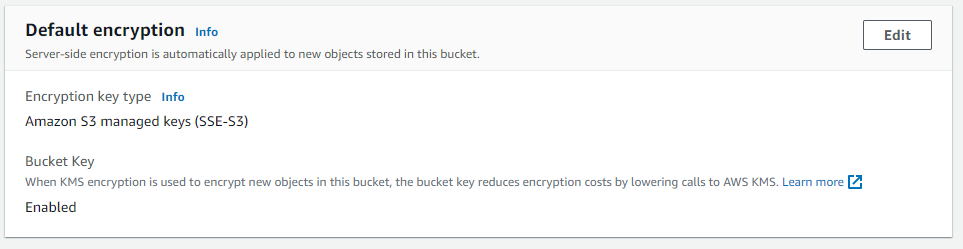 Default encryption Info
Edit
Server-side encryption is automatically applied to new objects stored in this bucket.
Encryption key type Info
Amazon S3 managed keys (SSE-S3)
Bucket Key
When KMS encryption is used to encrypt new objects in this bucket, the bucket key reduces encryption costs by lowering calls to AWS KMS. Learn more
Enabled